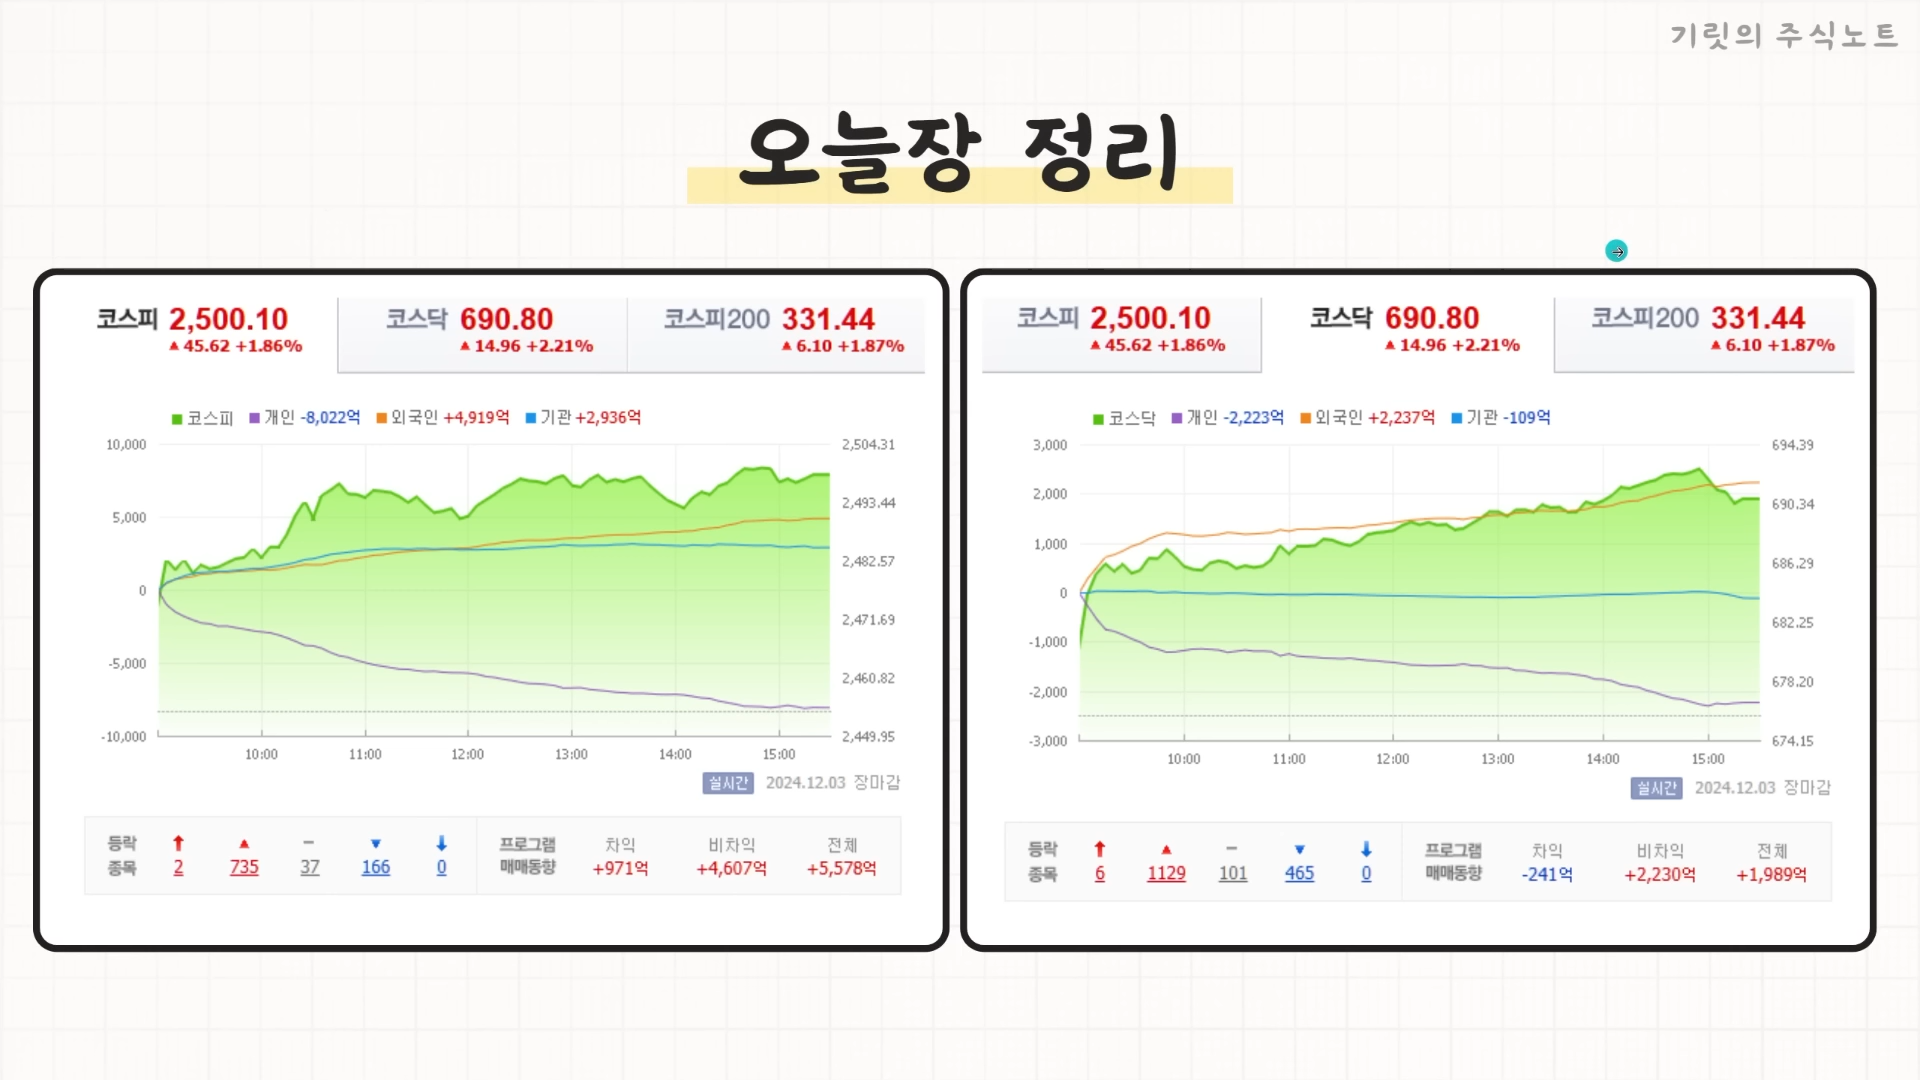 기릿의 주식노트
오늘장 정리
코스피 2,500.10
▲ 45.62 +1.86%
코스닥 690.80
▲ 14.96 +2.21%
코스피200 331.44
▲ 6.10 +1.87%
코스피 개인 -8,022억 외국인 +4,919억 기관 +2,936억
10,000
5,000
0
-5,000
-10,000
2,504.31
2,493.44
2,482.57
2,471.69
2,460.82
2,449.95
10:00 11:00 12:00 13:00 14:00 15:00
실시간 2024.12.03 장마감
등락 ↑ ▲ - ▼ ↓
종목 2 735 37 166 0
프로그램 차익 비차익 전체
매매동향 +971억 +4,607억 +5,578억
코스피 2,500.10
▲ 45.62 +1.86%
코스닥 690.80
▲ 14.96 +2.21%
코스피200 331.44
▲ 6.10 +1.87%
코스닥 개인 -2,223억 외국인 +2,237억 기관 -109억
3,000
2,000
1,000
0
-1,000
-2,000
-3,000
694.39
690.34
686.29
682.25
678.20
674.15
10:00 11:00 12:00 13:00 14:00 15:00
실시간 2024.12.03 장마감
등락 ↑ ▲ - ▼ ↓
종목 6 1129 101 465 0
프로그램 차익 비차익 전체
매매동향 -241억 +2,230억 +1,989억